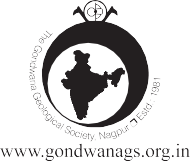 The Gondwana Geological Society, Nagpur Estd. 1981
www.gondwanags.org.in